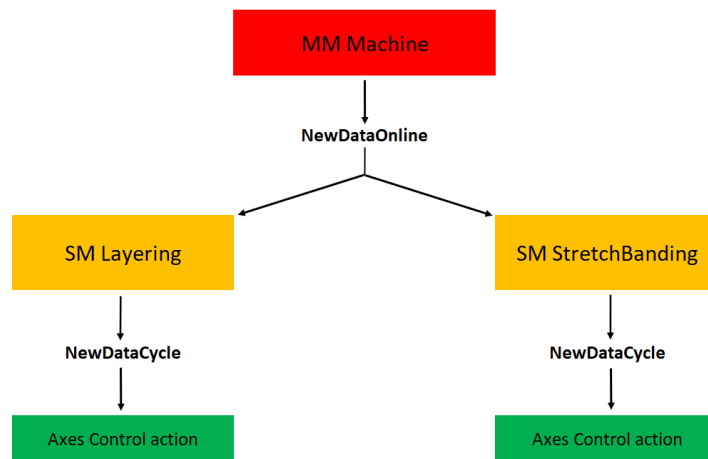 MM Machine
NewDataOnline
SM Layering
SM StretchBanding
NewDataCycle
NewDataCycle
Axes Control action
Axes Control action